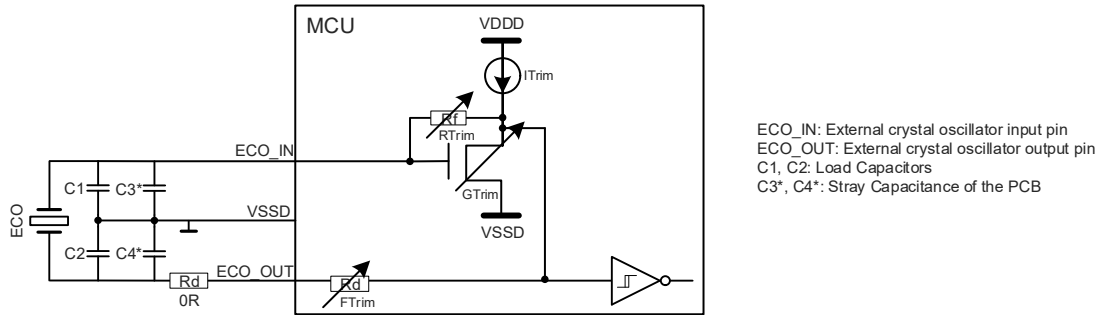 MCU
VDDD
ITrim
Rf
RTrim
ECO_IN
GTrim
C1
C3*
VSSD
VSSD
ECO
C2
C4*
ECO_OUT
Rd
0R
Rd
FTrim
ECO_IN: External crystal oscillator input pin
ECO_OUT: External crystal oscillator output pin
C1, C2: Load Capacitors
C3*, C4*: Stray Capacitance of the PCB